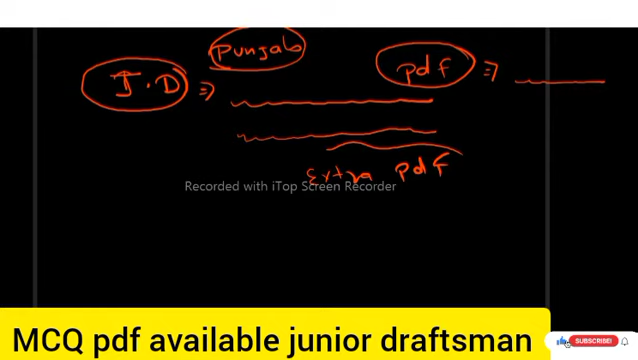 Punjab
J.D ⇒ pdf ⇒
Extra pdf
Recorded with iTop Screen Recorder
MCQ pdf available junior draftsman
SUBSCRIBE!